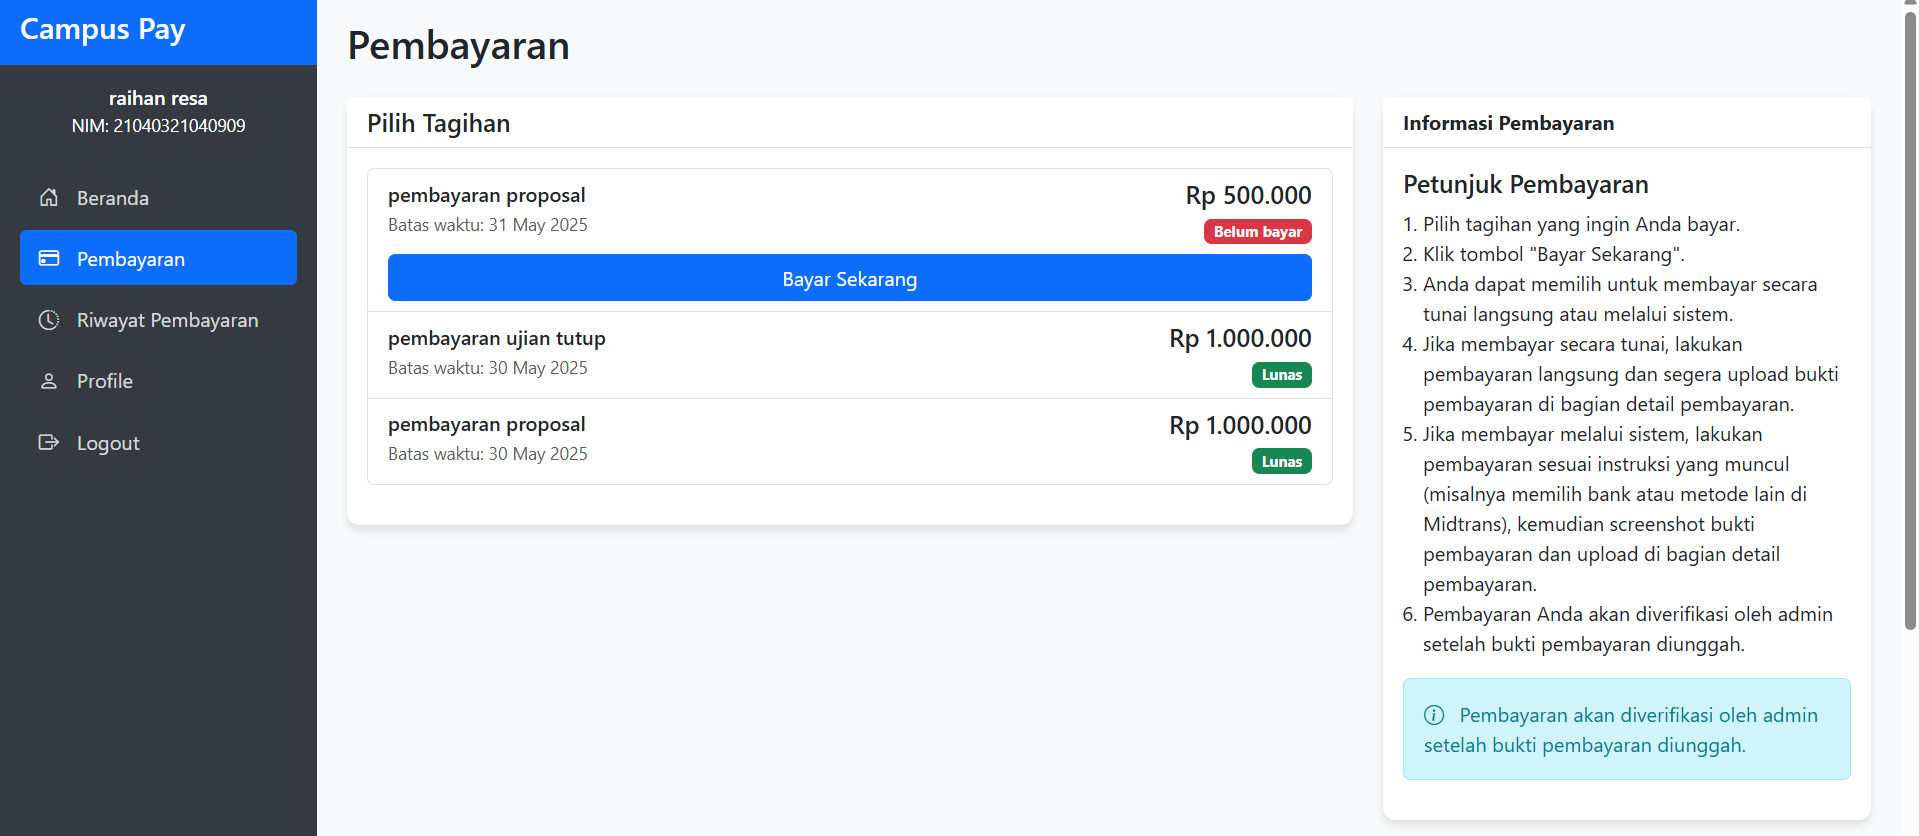 Campus Pay
raihan resa
NIM: 21040321040909
Beranda
Pembayaran
Riwayat Pembayaran
Profile
Logout
Pembayaran
Pilih Tagihan
pembayaran proposal
Rp 500.000
Batas waktu: 31 May 2025
Belum bayar
Bayar Sekarang
pembayaran ujian tutup
Rp 1.000.000
Batas waktu: 30 May 2025
Lunas
pembayaran proposal
Rp 1.000.000
Batas waktu: 30 May 2025
Lunas
Informasi Pembayaran
Petunjuk Pembayaran
1. Pilih tagihan yang ingin Anda bayar.
2. Klik tombol "Bayar Sekarang".
3. Anda dapat memilih untuk membayar secara
tunai langsung atau melalui sistem.
4. Jika membayar secara tunai, lakukan
pembayaran langsung dan segera upload bukti
pembayaran di bagian detail pembayaran.
5. Jika membayar melalui sistem, lakukan
pembayaran sesuai instruksi yang muncul
(misalnya memilih bank atau metode lain di
Midtrans), kemudian screenshot bukti
pembayaran dan upload di bagian detail
pembayaran.
6. Pembayaran Anda akan diverifikasi oleh admin
setelah bukti pembayaran diunggah.
Pembayaran akan diverifikasi oleh admin
setelah bukti pembayaran diunggah.